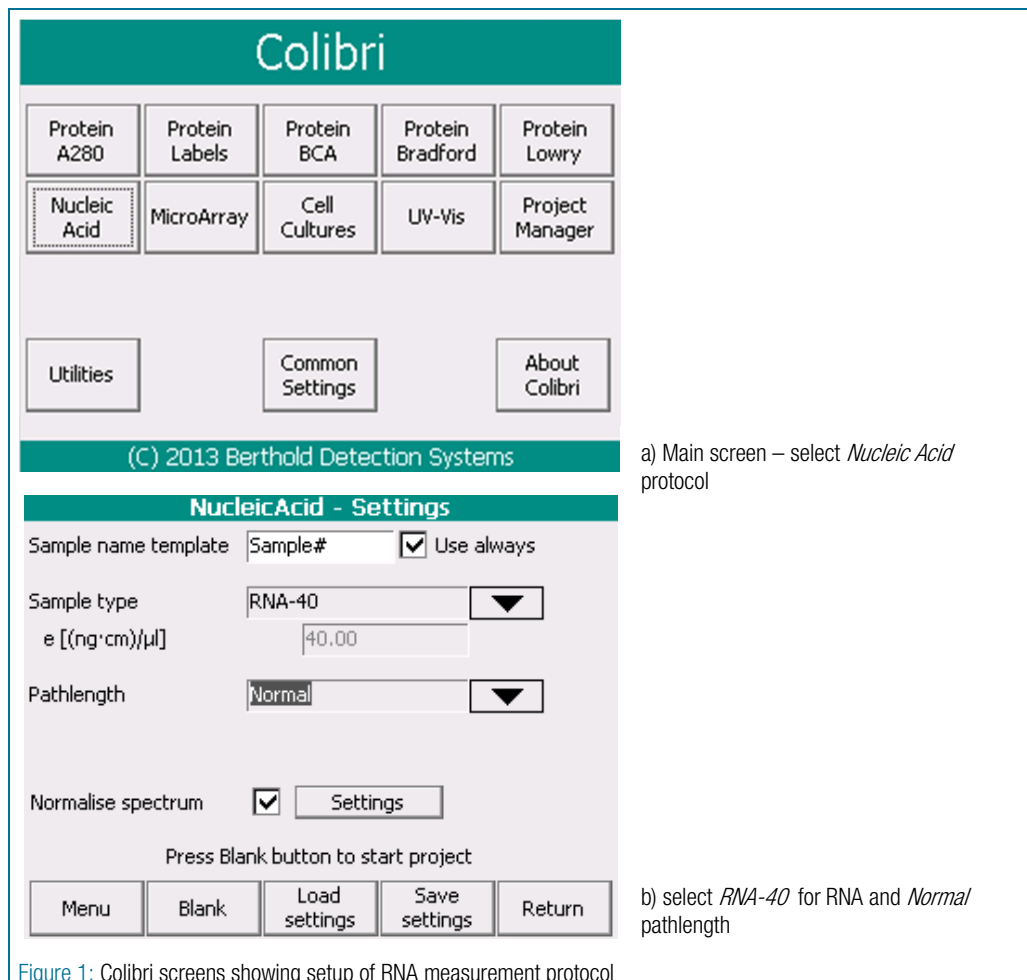 Colibri
Protein A280
Protein Labels
Protein BCA
Protein Bradford
Protein Lowry
Nucleic Acid
MicroArray
Cell Cultures
UV-Vis
Project Manager
Utilities
Common Settings
About Colibri
(C) 2013 Berthold Detection Systems
a) Main screen – select Nucleic Acid
protocol
NucleicAcid - Settings
Sample name template Sample# Use always
Sample type RNA-40
e [(ng·cm)/µl] 40.00
Pathlength Normal
Normalise spectrum Settings
Press Blank button to start project
Menu
Blank
Load settings
Save settings
Return
b) select RNA-40 for RNA and Normal
pathlength
Figure 1: Colibri screens showing setup of RNA measurement protocol